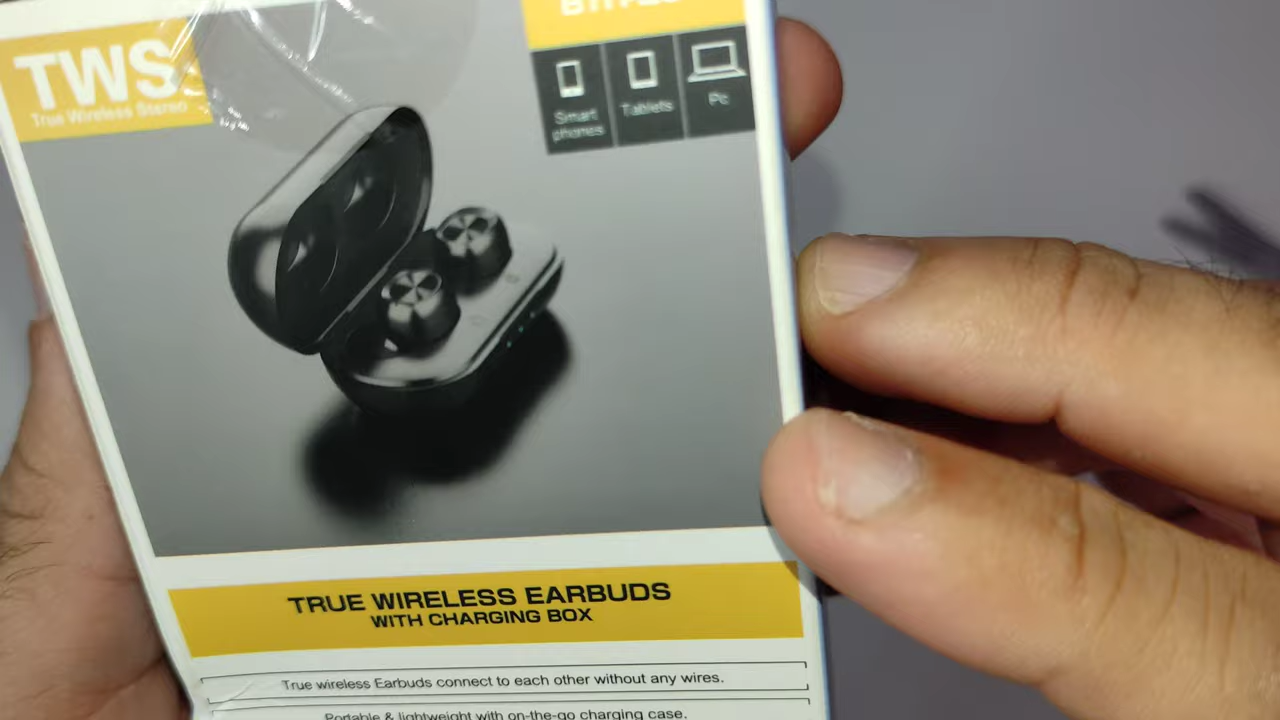 TWS
True Wireless Stereo
Smart
phones
Tablets
Pc
TRUE WIRELESS EARBUDS
WITH CHARGING BOX
True wireless Earbuds connect to each other without any wires.
Portable & lightweight with on-the-go charging case.